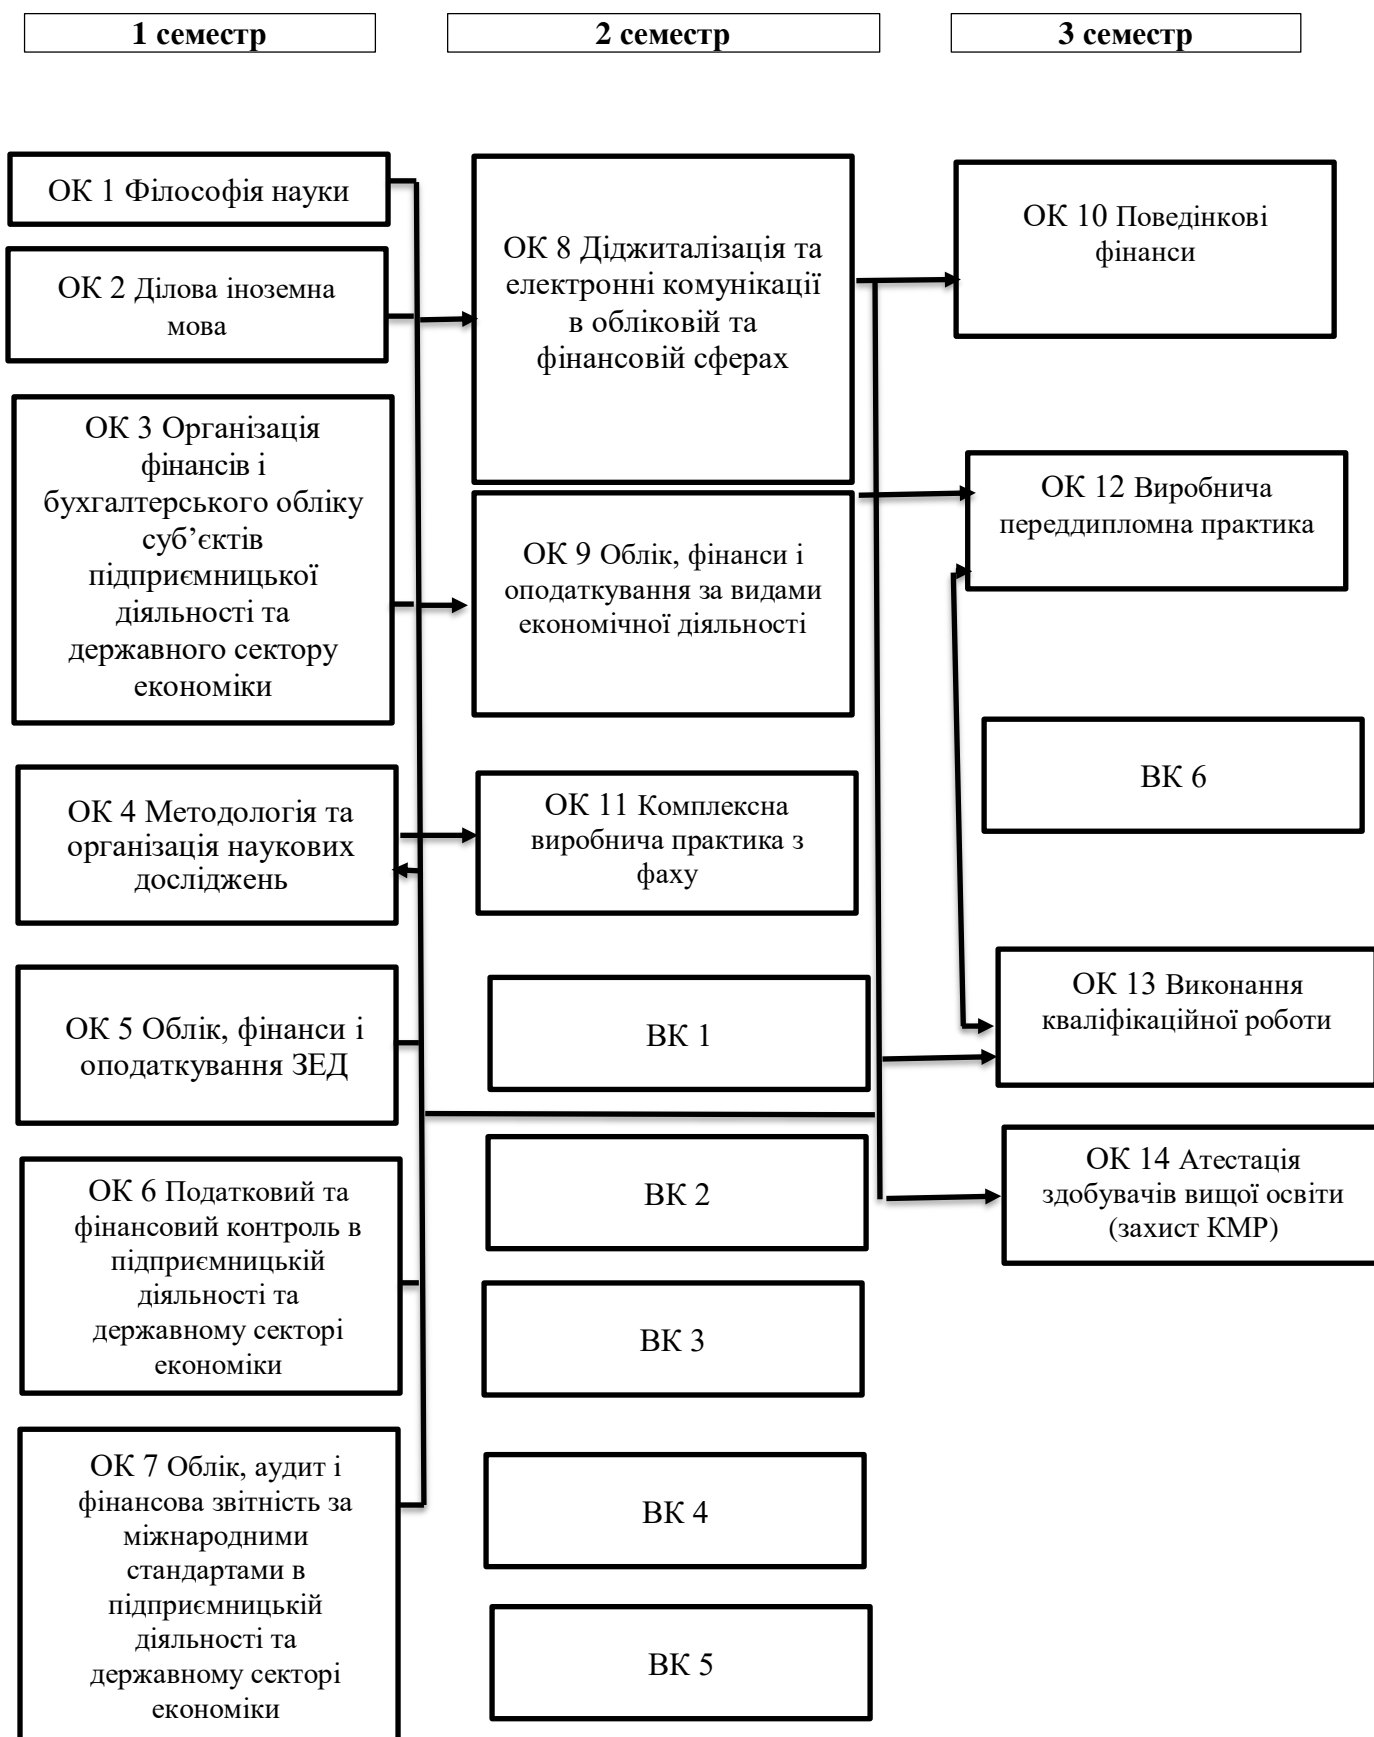 1 семестр
2 семестр
3 семестр
ОК 1 Філософія науки
ОК 2 Ділова іноземна
мова
ОК 3 Організація
фінансів і
бухгалтерського обліку
суб’єктів
підприємницької
діяльності та
державного сектору
економіки
ОК 4 Методологія та
організація наукових
досліджень
ОК 5 Облік, фінанси і
оподаткування ЗЕД
ОК 6 Податковий та
фінансовий контроль в
підприємницькій
діяльності та
державному секторі
економіки
ОК 7 Облік, аудит і
фінансова звітність за
міжнародними
стандартами в
підприємницькій
діяльності та
державному секторі
економіки
ОК 8 Діджиталізація та
електронні комунікації
в обліковій та
фінансовій сферах
ОК 9 Облік, фінанси і
оподаткування за видами
економічної діяльності
ОК 11 Комплексна
виробнича практика з
фаху
ВК 1
ВК 2
ВК 3
ВК 4
ВК 5
ОК 10 Поведінкові
фінанси
ОК 12 Виробнича
переддипломна практика
ВК 6
ОК 13 Виконання
кваліфікаційної роботи
ОК 14 Атестація
здобувачів вищої освіти
(захист КМР)